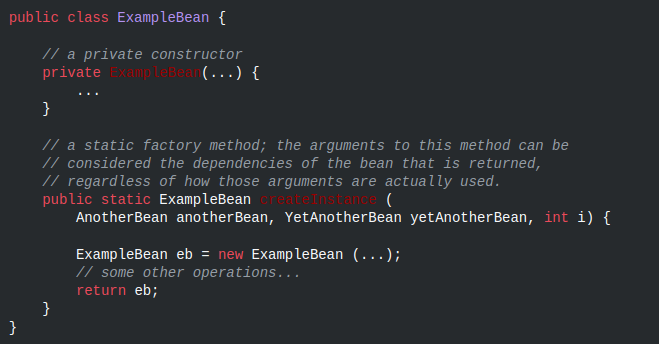 public class ExampleBean {
// a private constructor
private ExampleBean(...) {
...
}
// a static factory method; the arguments to this method can be
// considered the dependencies of the bean that is returned,
// regardless of how those arguments are actually used.
public static ExampleBean createInstance (
AnotherBean anotherBean, YetAnotherBean yetAnotherBean, int i) {
ExampleBean eb = new ExampleBean (...);
// some other operations...
return eb;
}
}